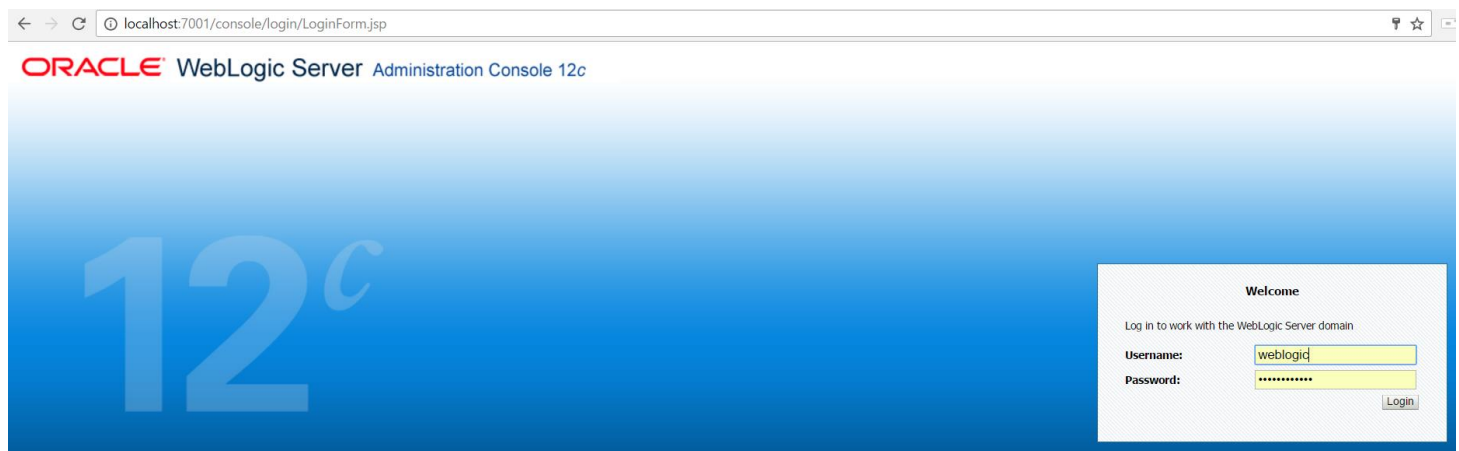 localhost:7001/console/login/LoginForm.jsp
ORACLE WebLogic Server Administration Console 12c
12c
Welcome
Log in to work with the WebLogic Server domain
Username: weblogic
Password: ••••••••••••
Login